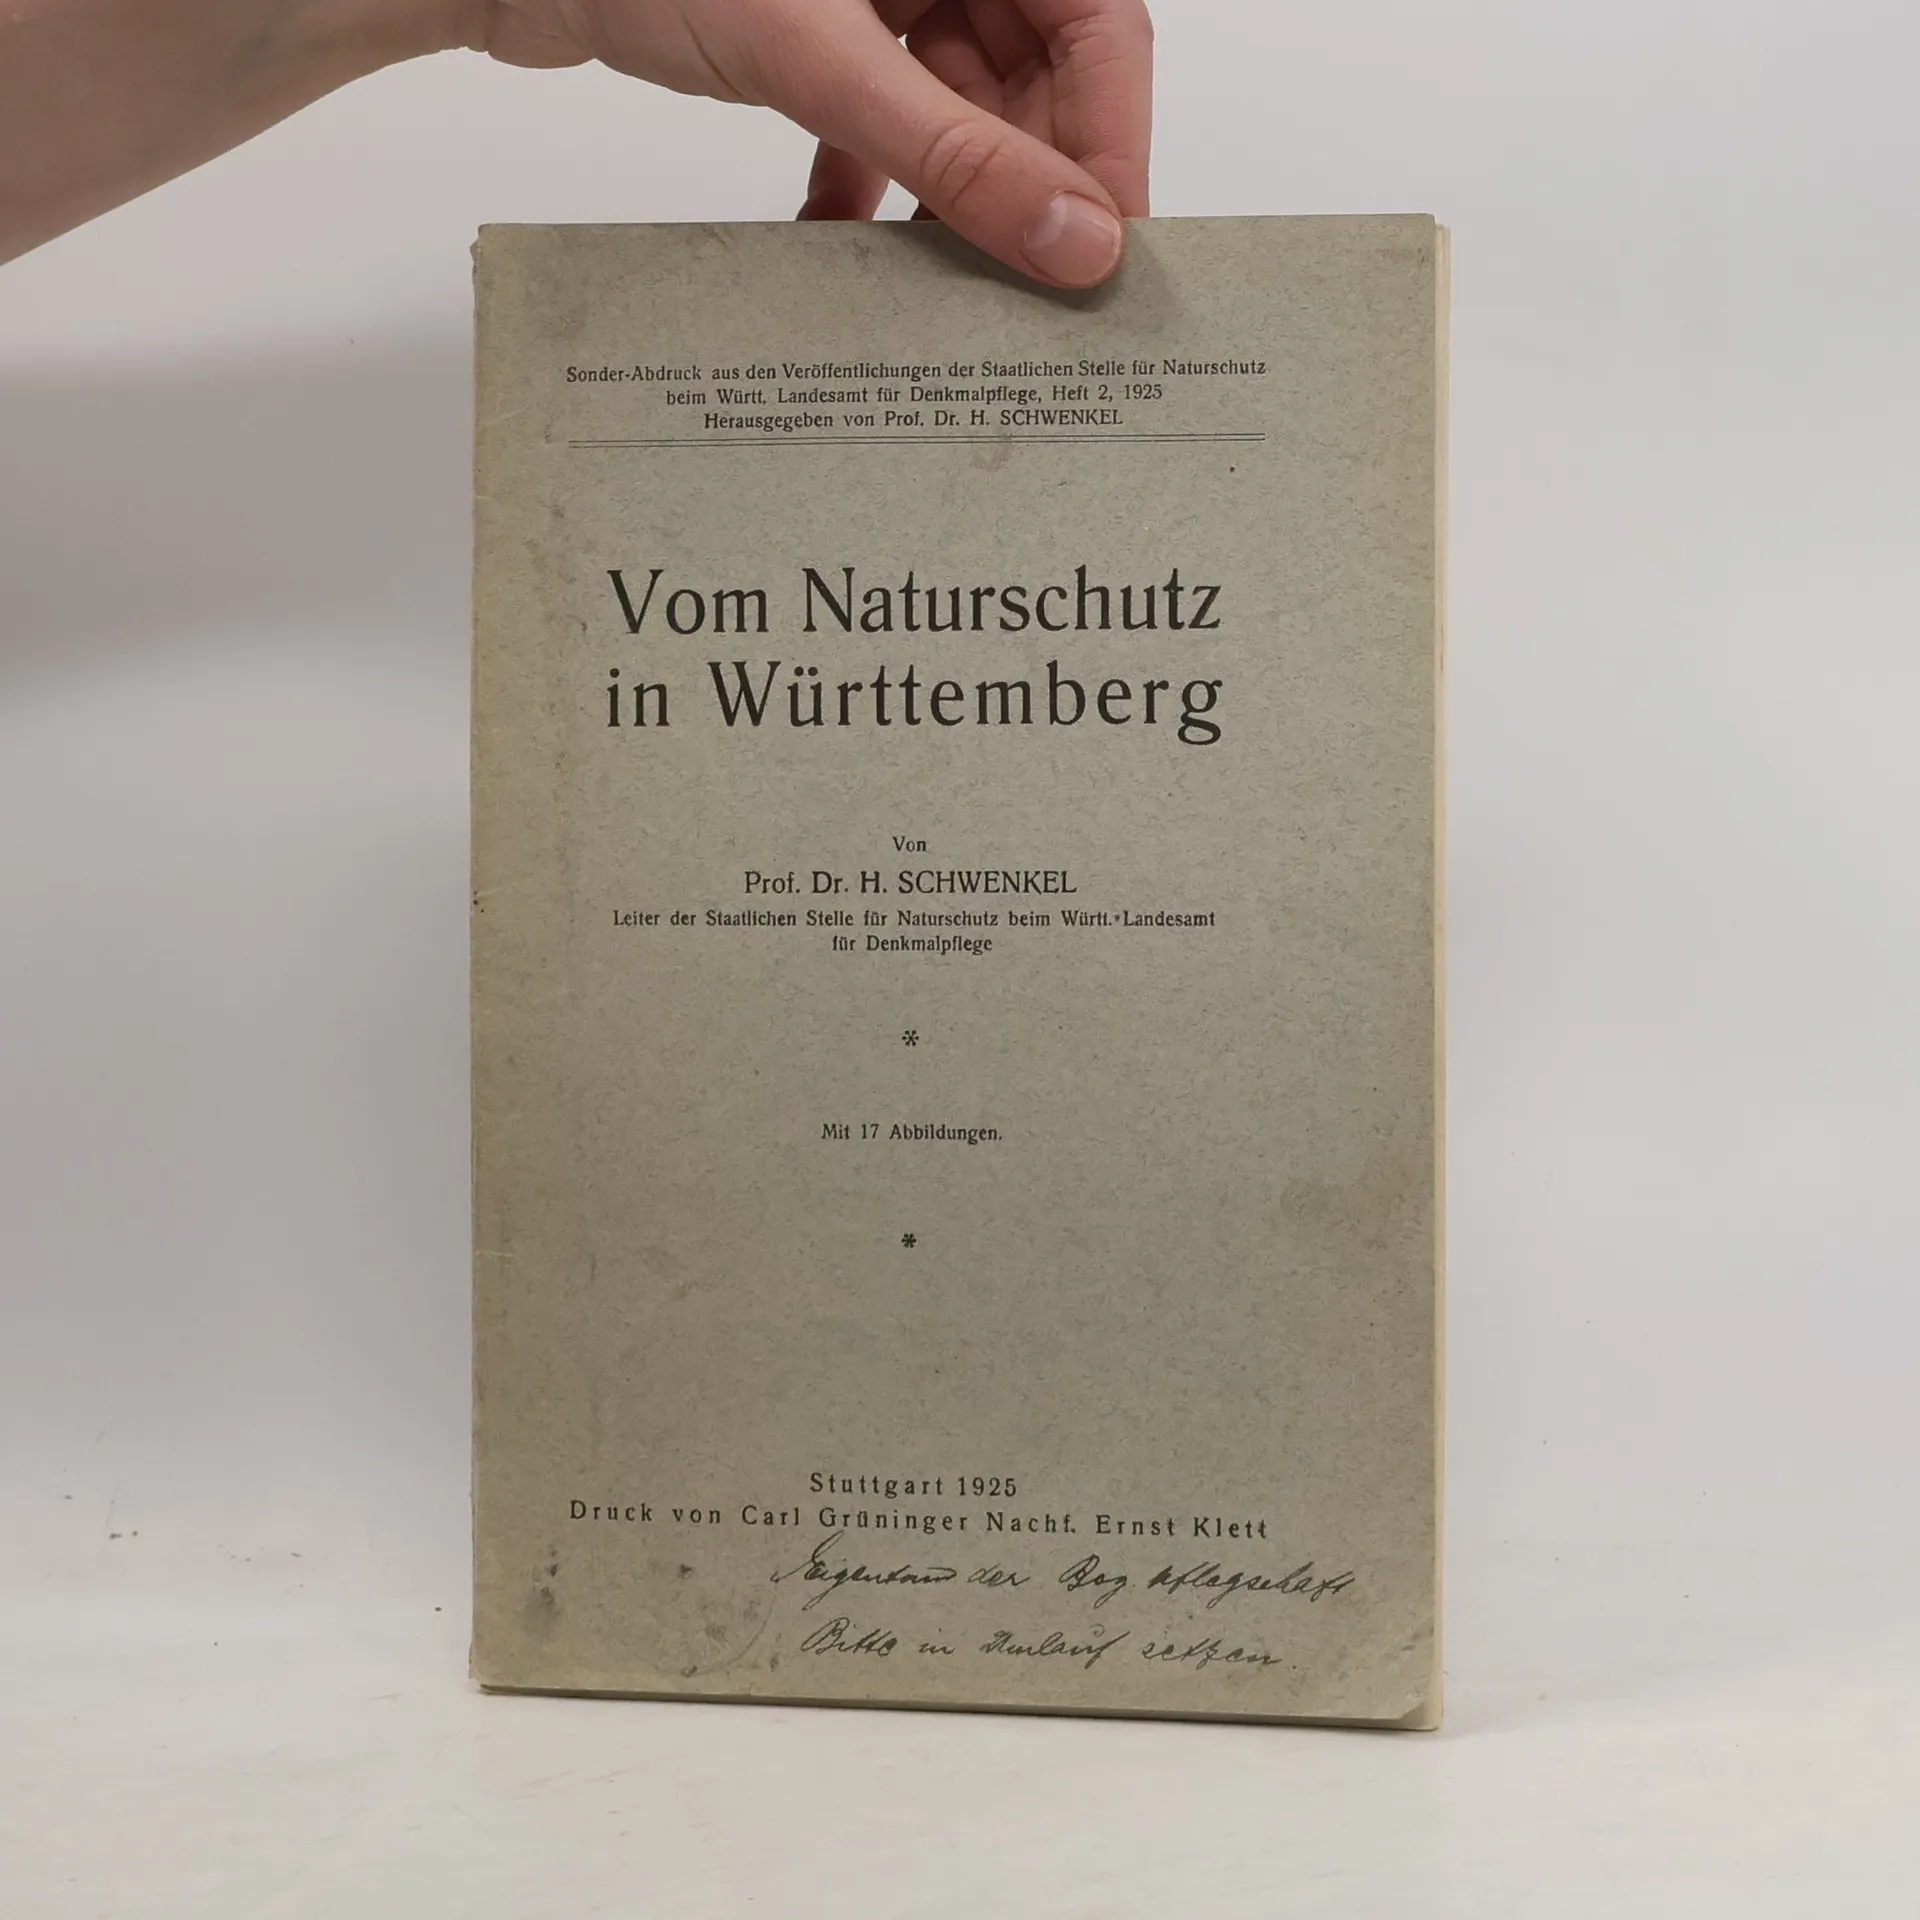 Sonder-Abdruck aus den Veröffentlichungen der Staatlichen Stelle für Naturschutz
beim Württ. Landesamt für Denkmalpflege, Heft 2, 1925
Herausgegeben von Prof. Dr. H. SCHWENKEL
Vom Naturschutz
in Württemberg
Von
Prof. Dr. H. SCHWENKEL
Leiter der Staatlichen Stelle für Naturschutz beim Württ. Landesamt
für Denkmalpflege
*
Mit 17 Abbildungen.
*
Stuttgart 1925
Druck von Carl Grüninger Nachf. Ernst Klett
der Bez. pflegschaft
Bitte in Umlauf setzen.